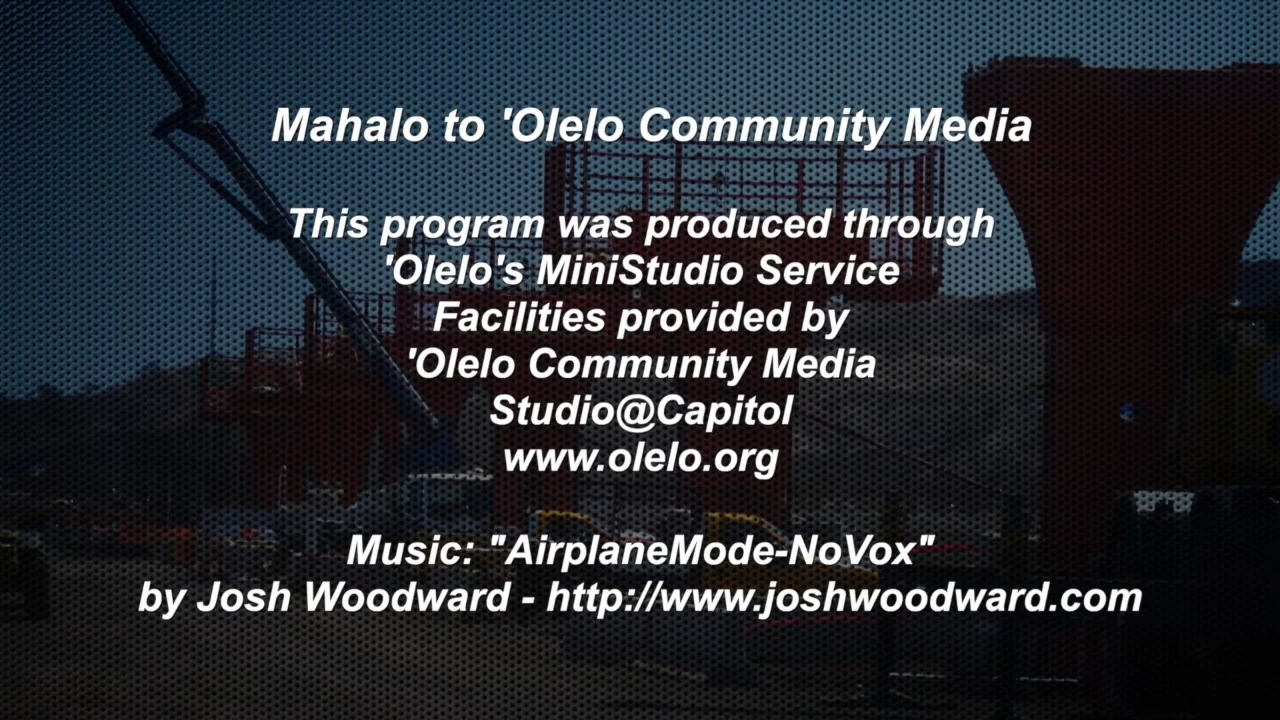 Mahalo to 'Olelo Community Media
This program was produced through
'Olelo's MiniStudio Service
Facilities provided by
'Olelo Community Media
Studio@Capitol
www.olelo.org
Music: "AirplaneMode-NoVox"
by Josh Woodward - http://www.joshwoodward.com